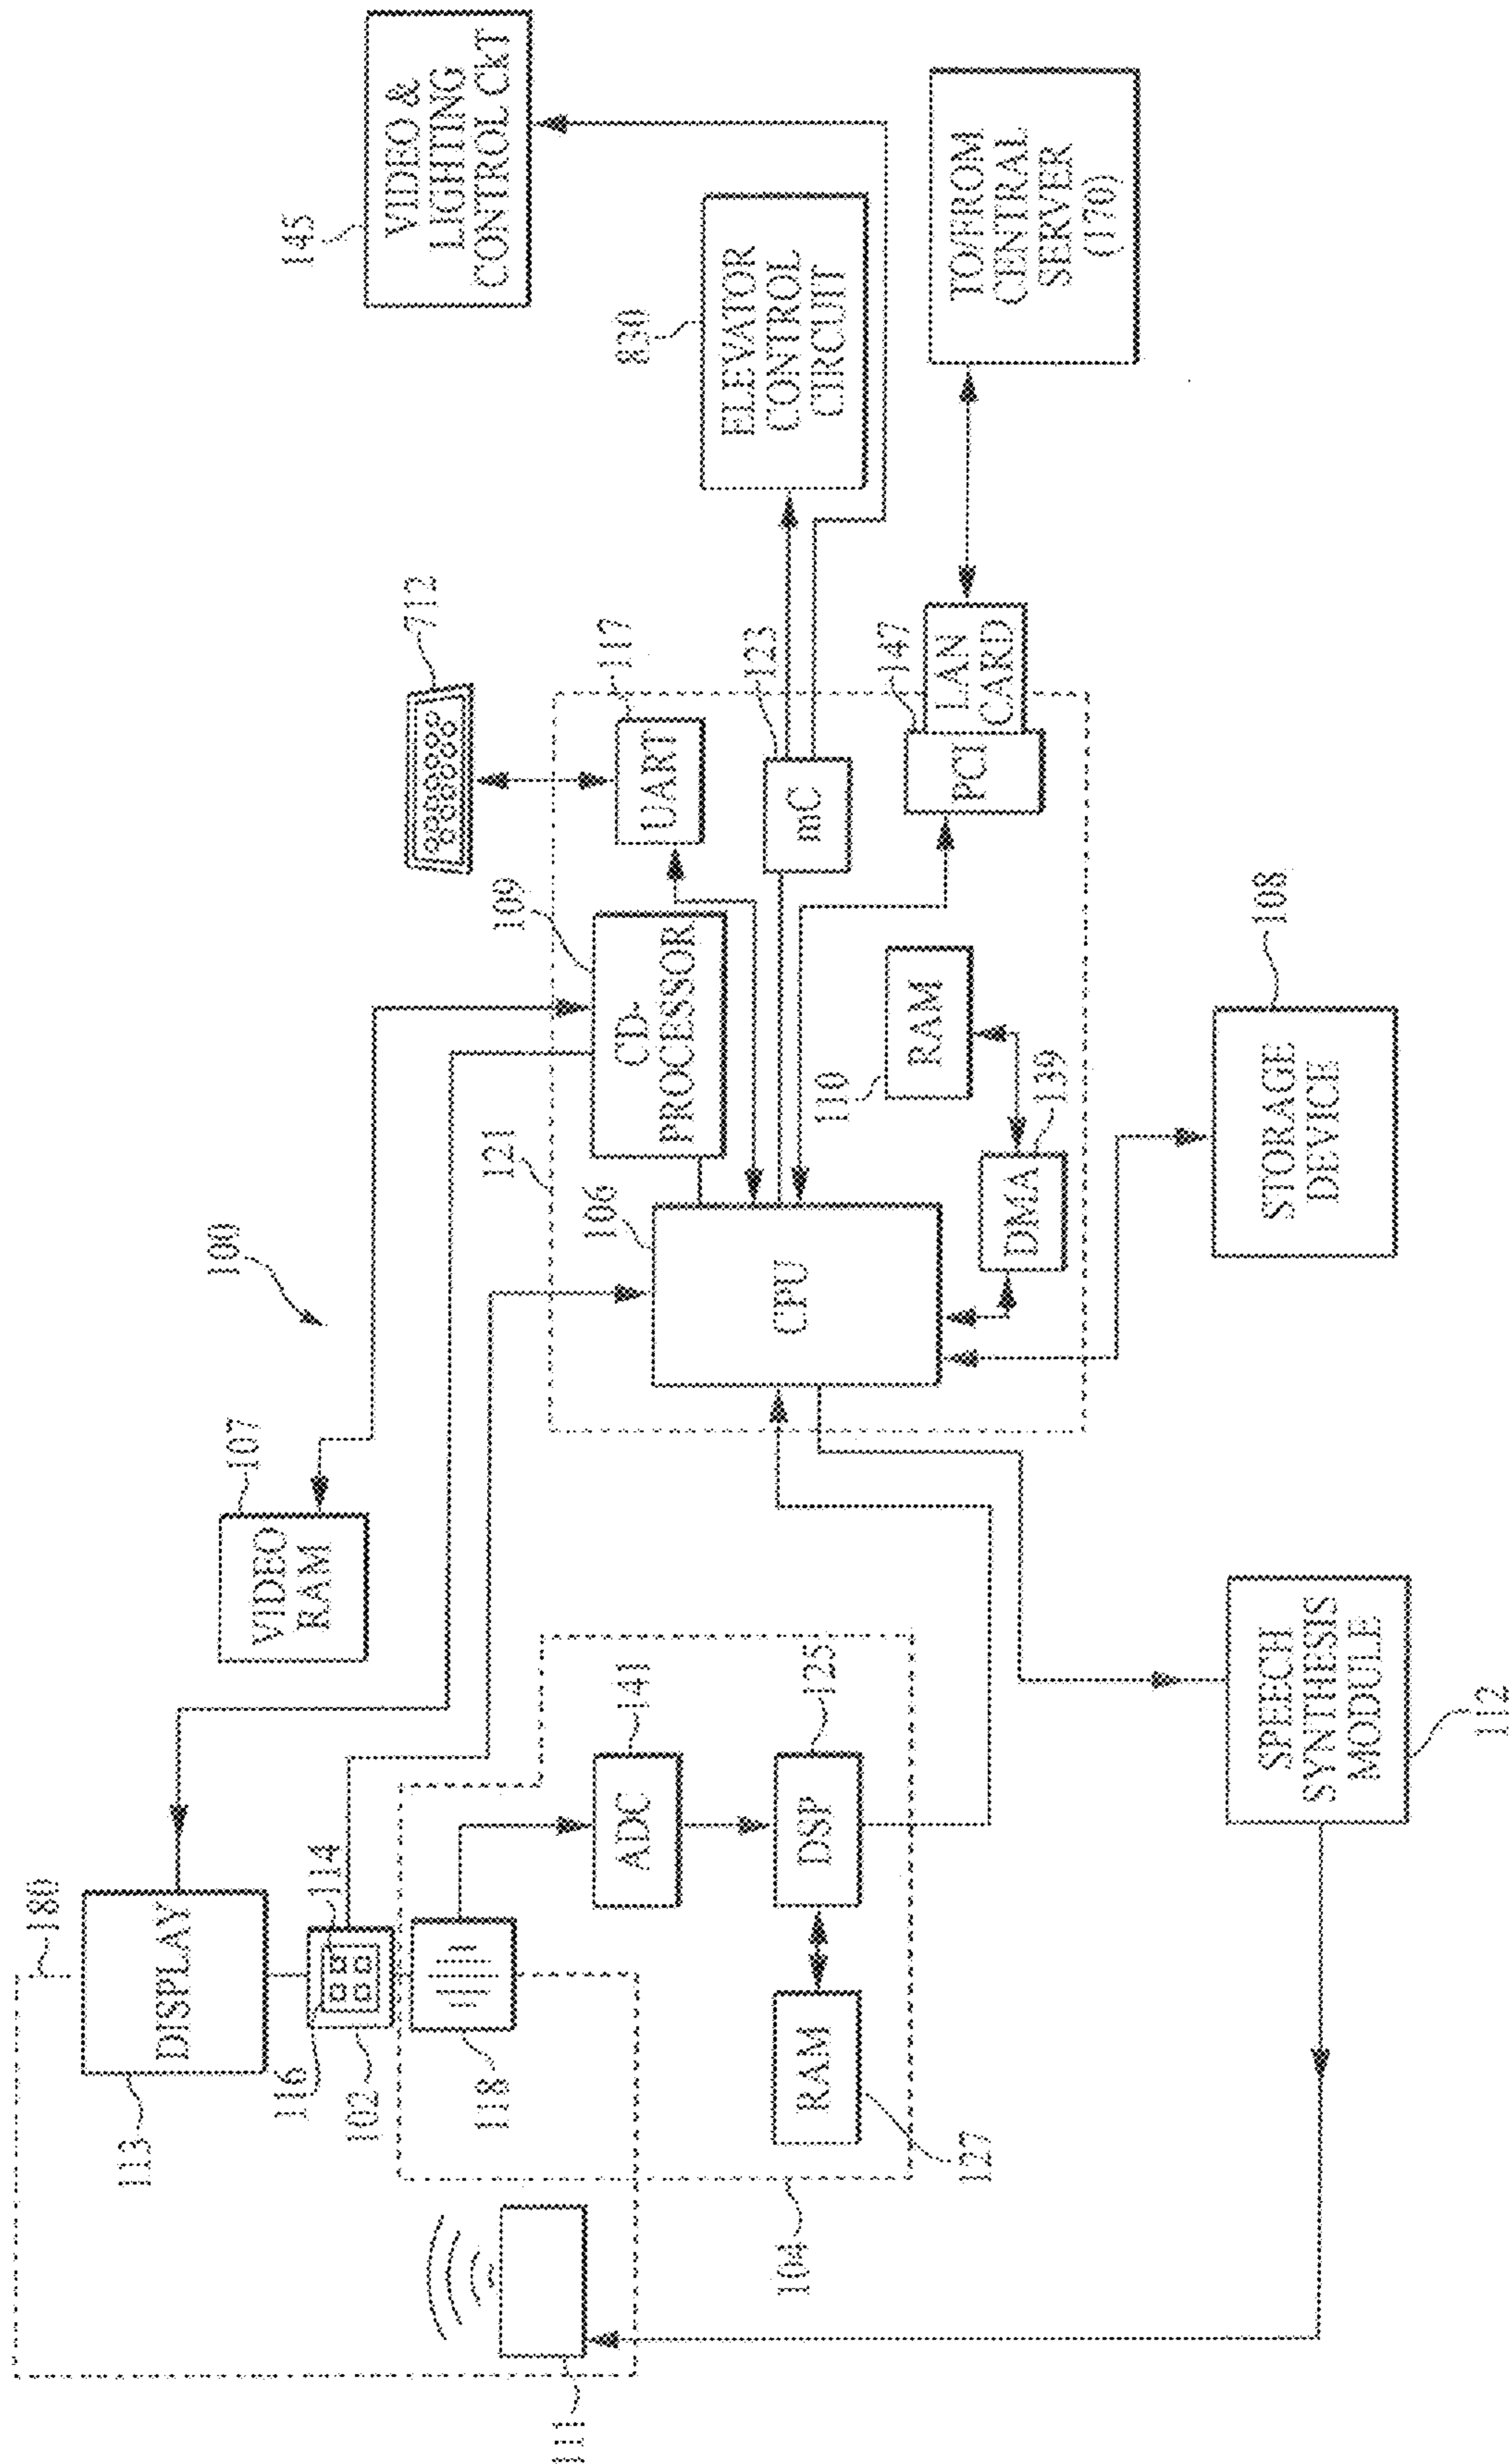 100
180
DISPLAY
113
116
114
102
118
111
104
ADC
141
DSP
125
RAM
127
VIDEO
RAM
107
121
106
CPU
CD-
PROCESSOR
109
712
UART
117
mC
123
PCI
LAN
CARD
147
RAM
110
DMA
139
STORAGE
DEVICE
108
SPEECH
SYNTHESIS
MODULE
112
VIDEO &
LIGHTING
CONTROL CKT
145
ELEVATOR
CONTROL
CIRCUIT
830
TO/FROM
CENTRAL
SERVER
(170)